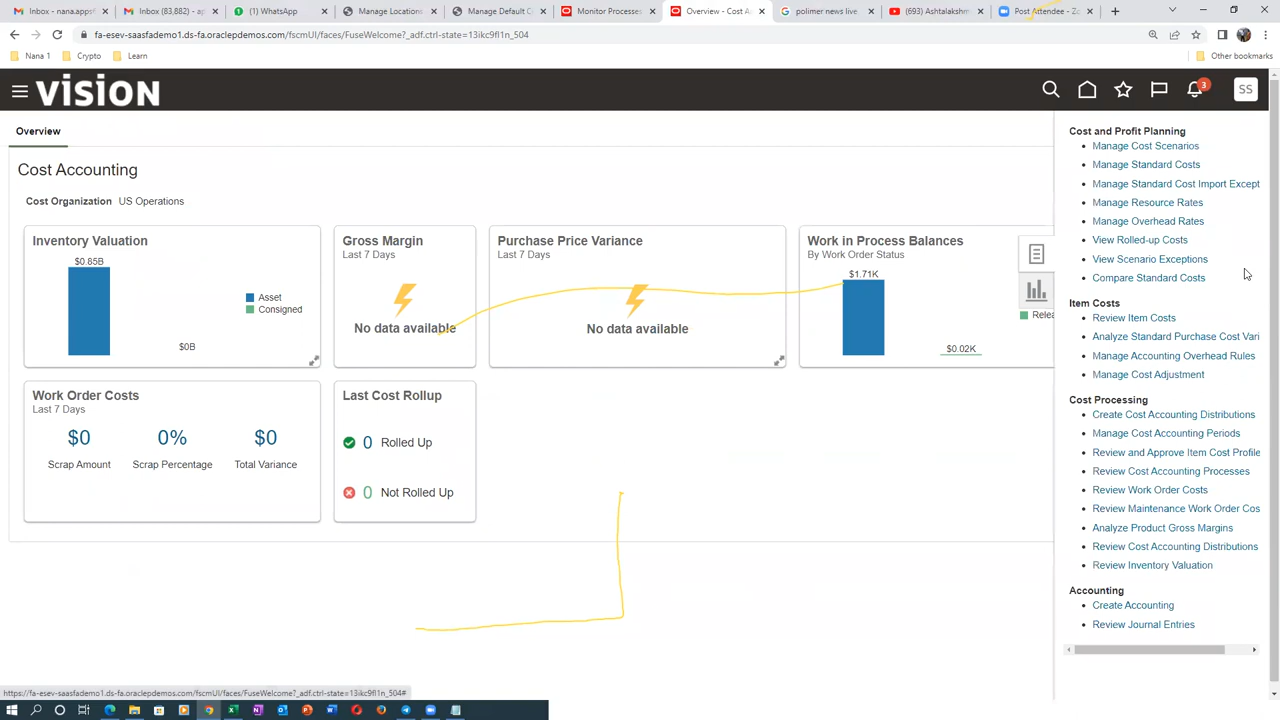 Inbox (3) - nana.apps@
Inbox (83,882) - ap
(1) WhatsApp
Manage Locations
Manage Default C
Monitor Processes
Overview - Cost A
polimer news live
(693) Ashtalakshm
Post Attendee - Zo
fa-esev-saasfademo1.ds-fa.oraclepdemos.com/fscmUI/faces/FuseWelcome?_adf.ctrl-state=13ikc9fl1n_504
Nana 1
Crypto
Learn
Other bookmarks
vision
3
SS
Overview
Cost Accounting
Cost Organization US Operations
Inventory Valuation
$0.85B
$0B
Asset
Consigned
Gross Margin
Last 7 Days
No data available
Purchase Price Variance
Last 7 Days
No data available
Work in Process Balances
By Work Order Status
$1.71K
$0.02K
Relea
Work Order Costs
Last 7 Days
$0
Scrap Amount
0%
Scrap Percentage
$0
Total Variance
Last Cost Rollup
0 Rolled Up
0 Not Rolled Up
Cost and Profit Planning
Manage Cost Scenarios
Manage Standard Costs
Manage Standard Cost Import Except
Manage Resource Rates
Manage Overhead Rates
View Rolled-up Costs
View Scenario Exceptions
Compare Standard Costs
Item Costs
Review Item Costs
Analyze Standard Purchase Cost Vari
Manage Accounting Overhead Rules
Manage Cost Adjustment
Cost Processing
Create Cost Accounting Distributions
Manage Cost Accounting Periods
Review and Approve Item Cost Profile
Review Cost Accounting Processes
Review Work Order Costs
Review Maintenance Work Order Cos
Analyze Product Gross Margins
Review Cost Accounting Distributions
Review Inventory Valuation
Accounting
Create Accounting
Review Journal Entries
https://fa-esev-saasfademo1.ds-fa.oraclepdemos.com/fscmUI/faces/FuseWelcome?_adf.ctrl-state=13ikc9fl1n_504#